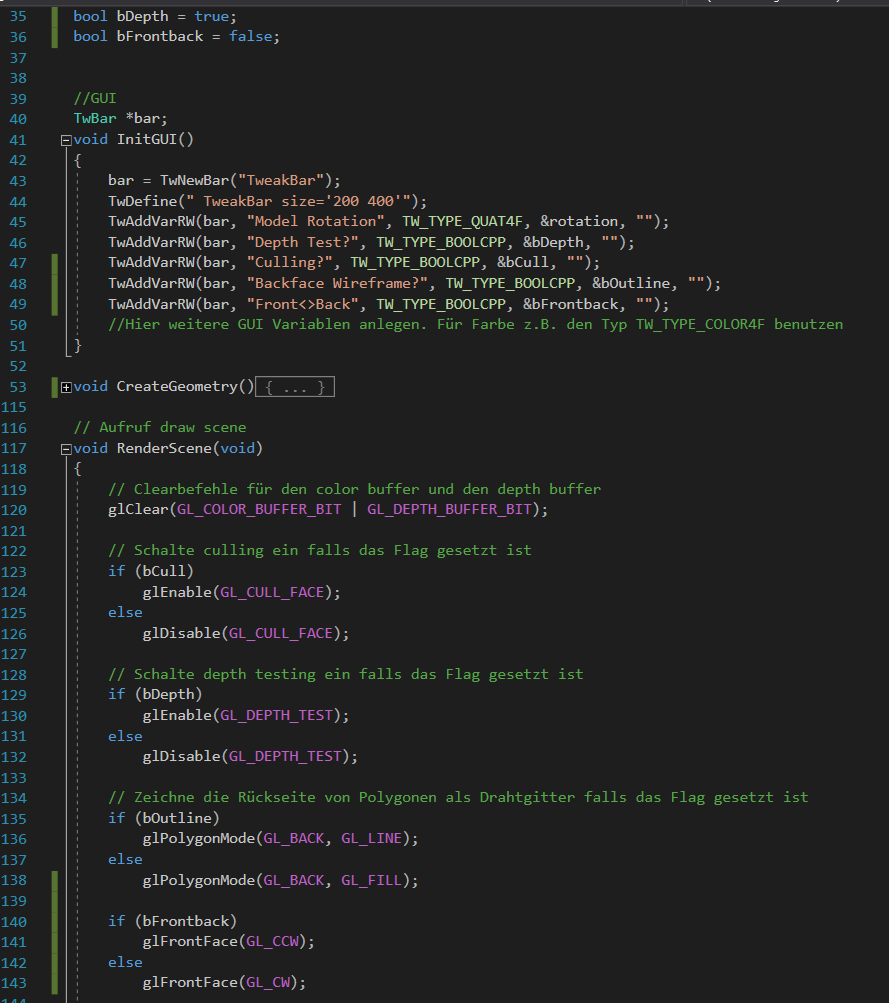 35 bool bDepth = true;
36 bool bFrontback = false;
37
38
39 //GUI
40 TwBar *bar;
41 void InitGUI()
42 {
43 bar = TwNewBar("TweakBar");
44 TwDefine(" TweakBar size='200 400'");
45 TwAddVarRW(bar, "Model Rotation", TW_TYPE_QUAT4F, &rotation, "");
46 TwAddVarRW(bar, "Depth Test?", TW_TYPE_BOOLCPP, &bDepth, "");
47 TwAddVarRW(bar, "Culling?", TW_TYPE_BOOLCPP, &bCull, "");
48 TwAddVarRW(bar, "Backface Wireframe?", TW_TYPE_BOOLCPP, &bOutline, "");
49 TwAddVarRW(bar, "Front<>Back", TW_TYPE_BOOLCPP, &bFrontback, "");
50 //Hier weitere GUI Variablen anlegen. Für Farbe z.B. den Typ TW_TYPE_COLOR4F benutzen
51 }
52
53 void CreateGeometry() { ... }
115
116 // Aufruf draw scene
117 void RenderScene(void)
118 {
119 // Clearbefehle für den color buffer und den depth buffer
120 glClear(GL_COLOR_BUFFER_BIT | GL_DEPTH_BUFFER_BIT);
121
122 // Schalte culling ein falls das Flag gesetzt ist
123 if (bCull)
124 glEnable(GL_CULL_FACE);
125 else
126 glDisable(GL_CULL_FACE);
127
128 // Schalte depth testing ein falls das Flag gesetzt ist
129 if (bDepth)
130 glEnable(GL_DEPTH_TEST);
131 else
132 glDisable(GL_DEPTH_TEST);
133
134 // Zeichne die Rückseite von Polygonen als Drahtgitter falls das Flag gesetzt ist
135 if (bOutline)
136 glPolygonMode(GL_BACK, GL_LINE);
137 else
138 glPolygonMode(GL_BACK, GL_FILL);
139
140 if (bFrontback)
141 glFrontFace(GL_CCW);
142 else
143 glFrontFace(GL_CW);